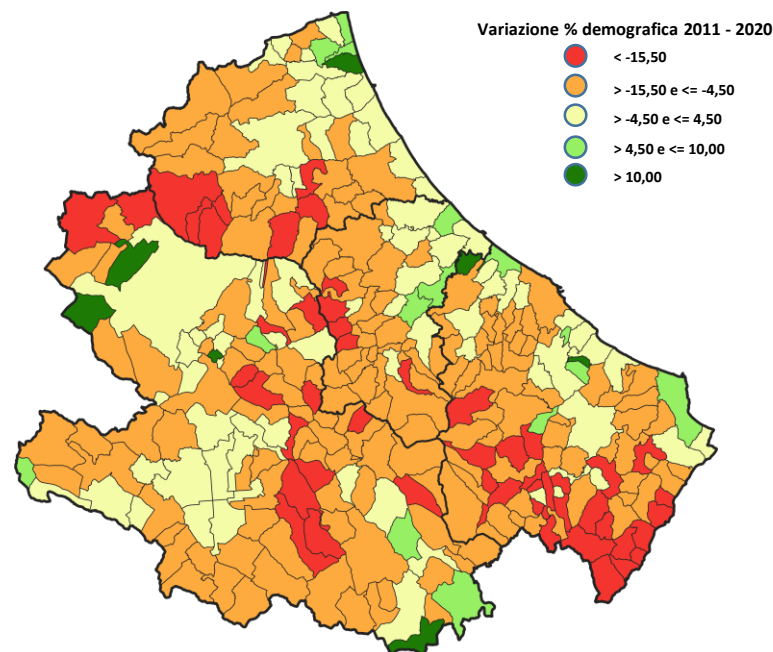 Variazione % demografica 2011 - 2020
< -15,50
> -15,50 e <= -4,50
> -4,50 e <= 4,50
> 4,50 e <= 10,00
> 10,00